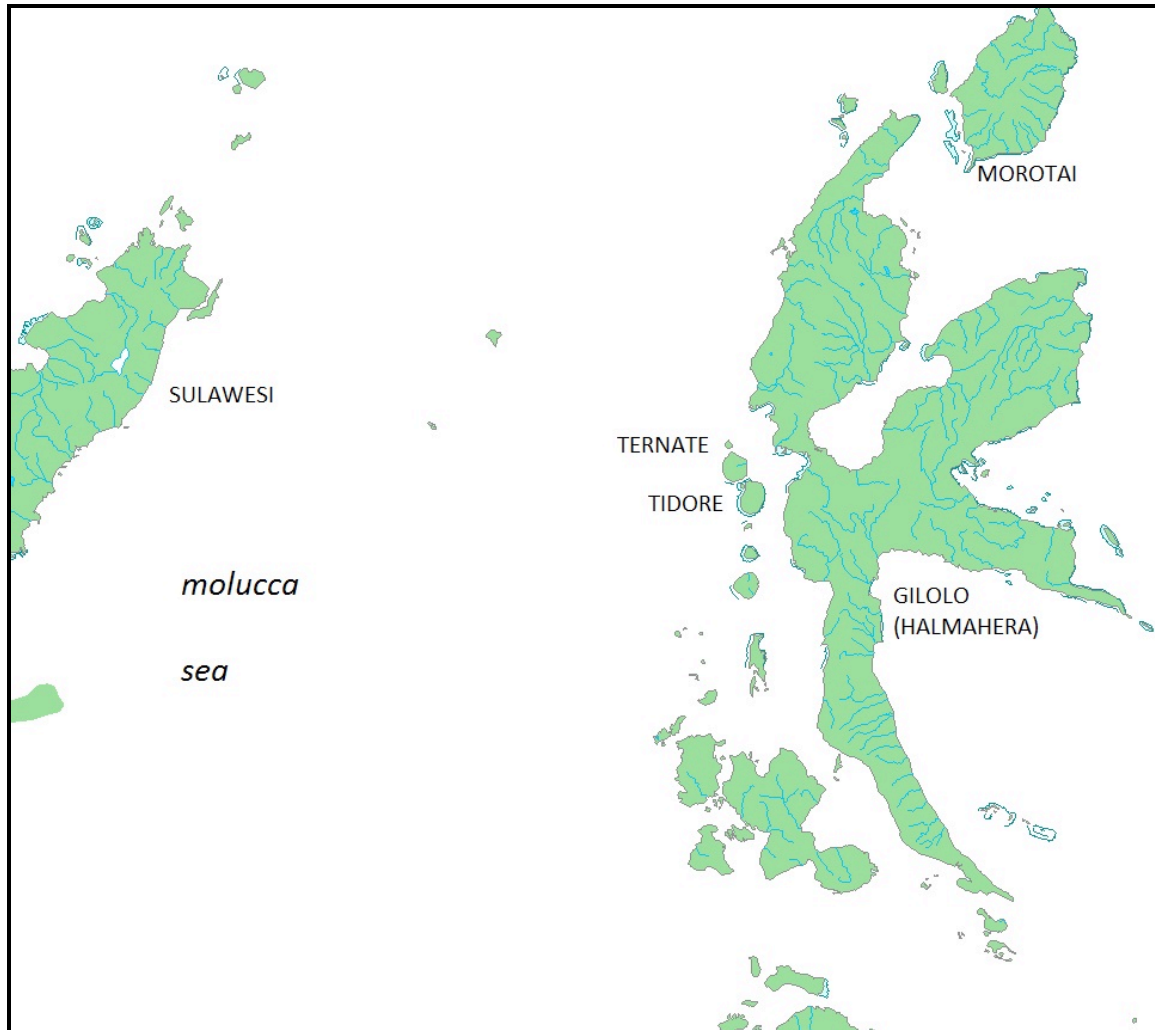 MOROTAI
SULAWESI
TERNATE
TIDORE
molucca
sea
GILOLO
(HALMAHERA)